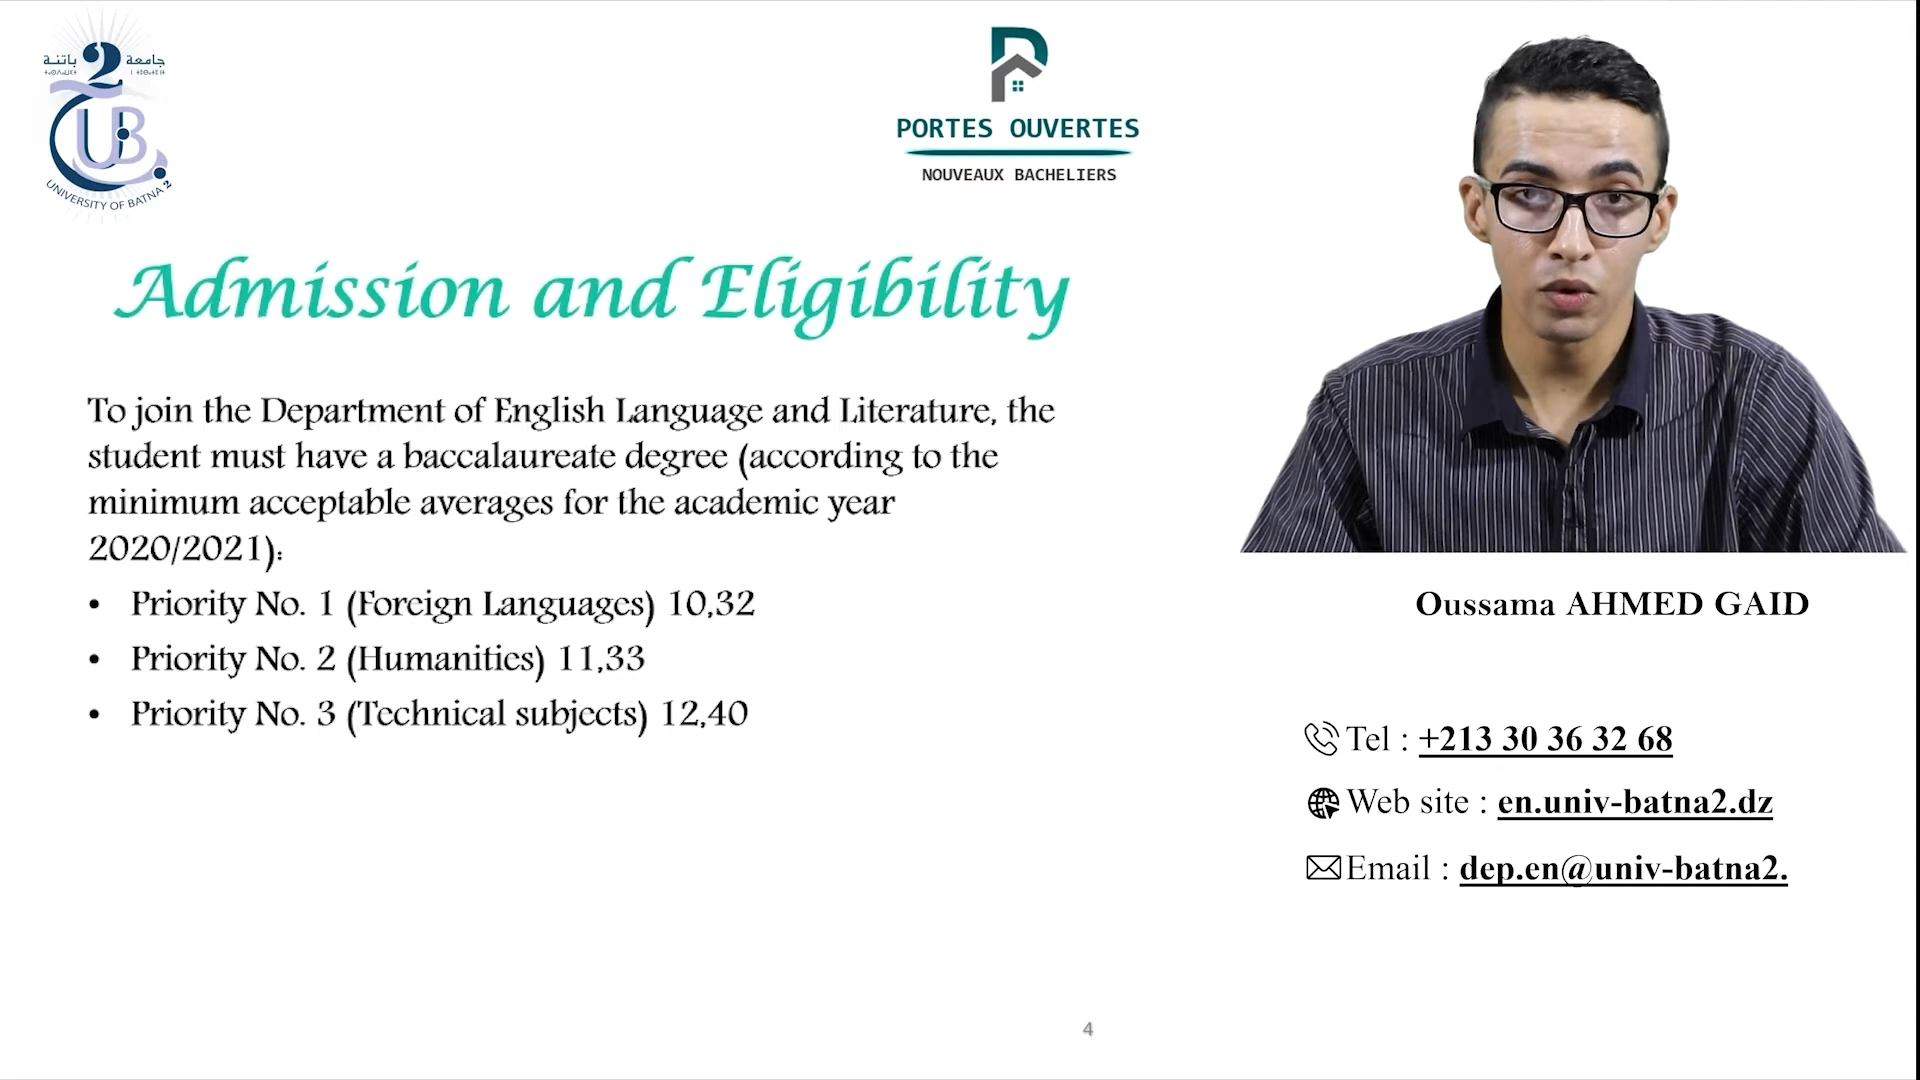 جامعة 2 باتنة
UB
UNIVERSITY OF BATNA 2
PORTES OUVERTES
NOUVEAUX BACHELIERS
Admission and Eligibility
To join the Department of English Language and Literature, the
student must have a baccalaureate degree (according to the
minimum acceptable averages for the academic year
2020/2021):
• Priority No. 1 (Foreign Languages) 10,32
• Priority No. 2 (Humanities) 11,33
• Priority No. 3 (Technical subjects) 12,40
Oussama AHMED GAID
Tel : +213 30 36 32 68
Web site : en.univ-batna2.dz
Email : dep.en@univ-batna2.
4